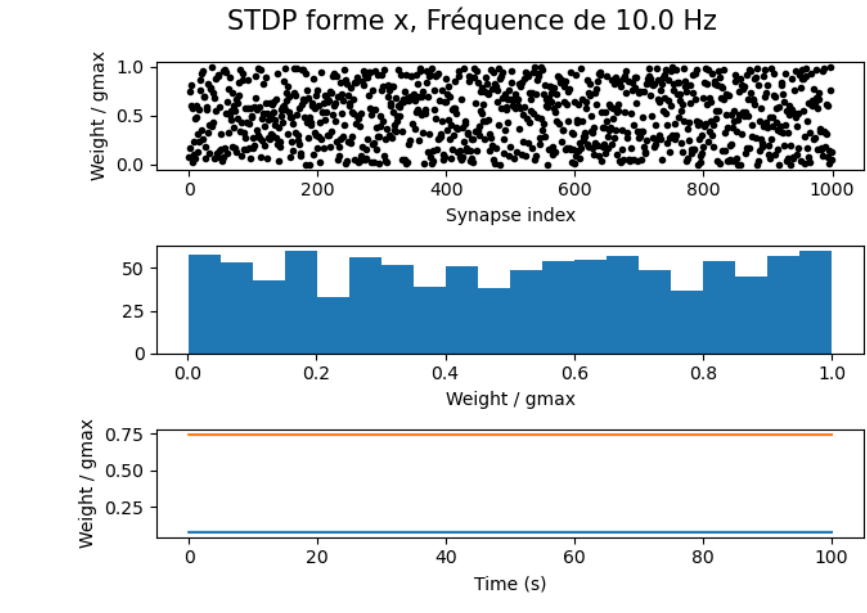 STDP forme x, Fréquence de 10.0 Hz
Weight / gmax
1.0
0.5
0.0
0 200 400 600 800 1000
Synapse index
50
25
0
0.0 0.2 0.4 0.6 0.8 1.0
Weight / gmax
Weight / gmax
0.75
0.50
0.25
0 20 40 60 80 100
Time (s)